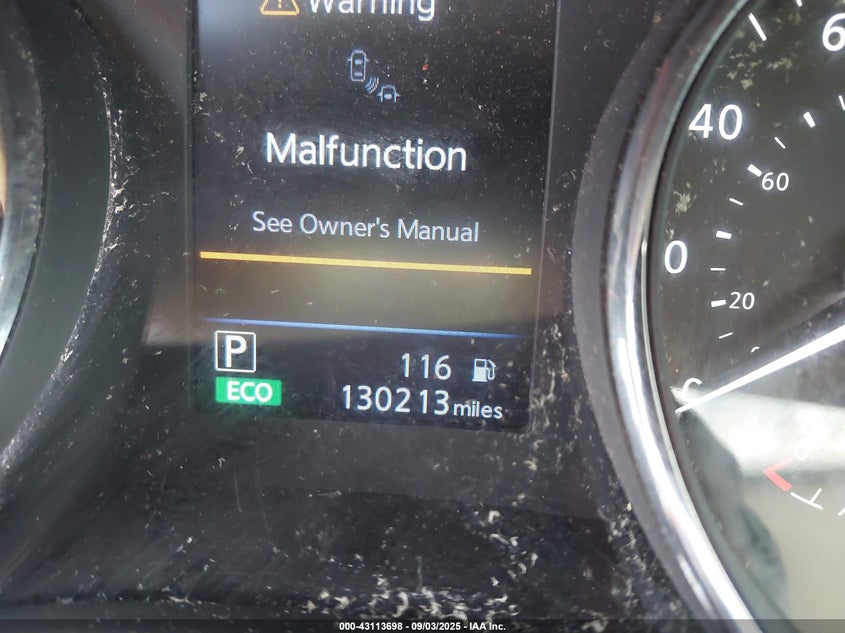 Warning
Malfunction
See Owner's Manual
P
116
ECO
130213 miles
60
40
60
0
20
000-43113698 - 09/03/2025 - IAA Inc.